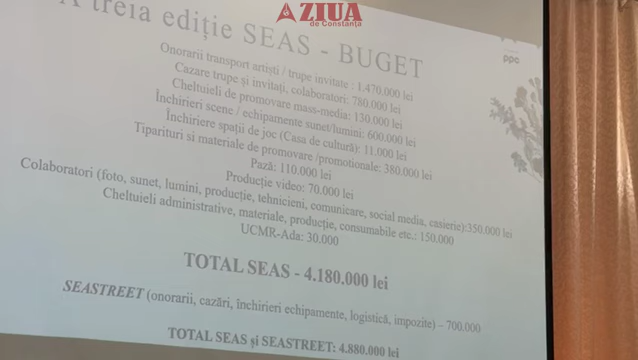 ZIUA
de Constanța
A treia ediție SEAS - BUGET
ppc
Onorarii transport artiști / trupe invitate : 1.470.000 lei
Cazare trupe și invitați, colaboratori: 780.000 lei
Cheltuieli de promovare mass-media: 130.000 lei
Închirieri scene / echipamente sunet/lumini: 600.000 lei
Închiriere spații de joc (Casa de cultură): 11.000 lei
Tiparituri si materiale de promovare /promotionale: 380.000 lei
Pază: 110.000 lei
Producție video: 70.000 lei
Colaboratori (foto, sunet, lumini, producție, tehnicieni, comunicare, social media, casierie):350.000 lei
Cheltuieli administrative, materiale, producție, consumabile etc.: 150.000
UCMR-Ada: 30.000
TOTAL SEAS - 4.180.000 lei
SEASTREET (onorarii, cazări, închirieri echipamente, logistică, impozite) – 700.000
TOTAL SEAS și SEASTREET: 4.880.000 lei